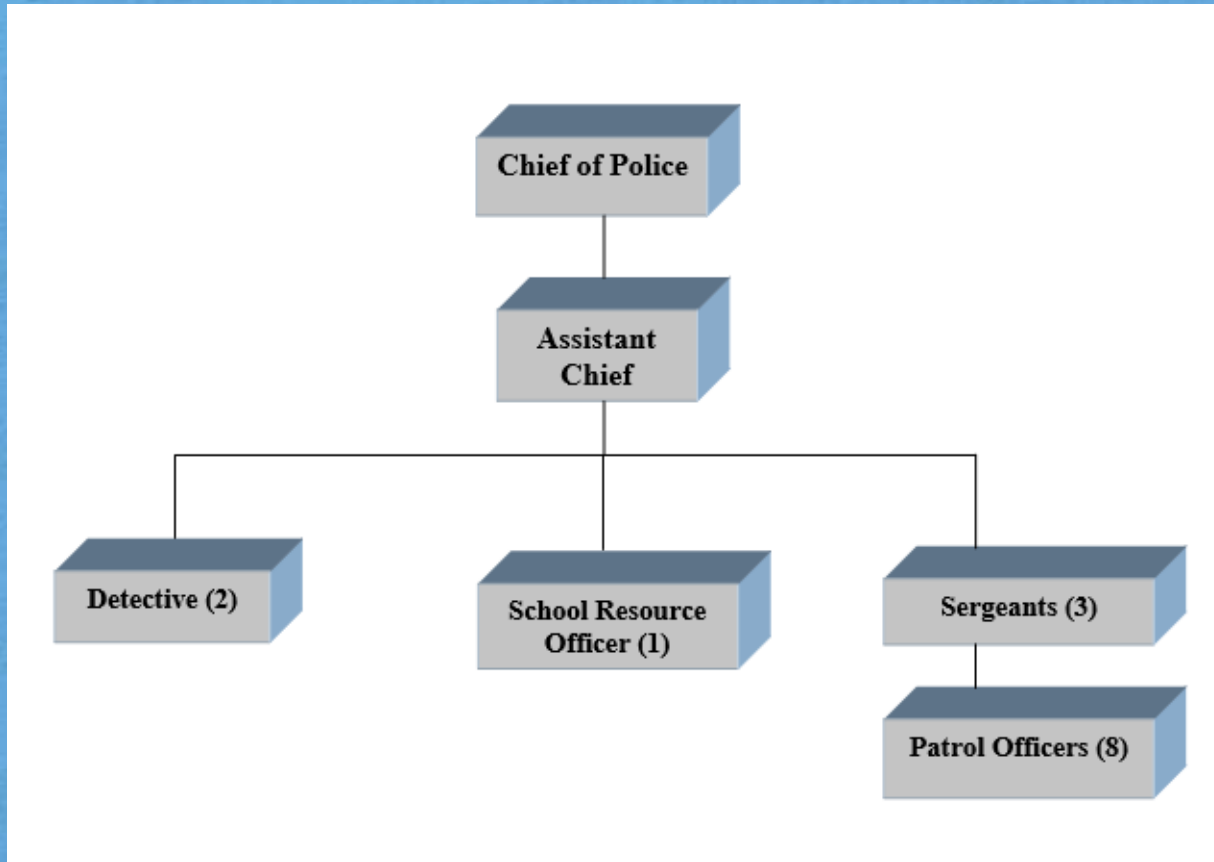 Chief of Police
Assistant
Chief
Detective (2)
School Resource
Officer (1)
Sergeants (3)
Patrol Officers (8)